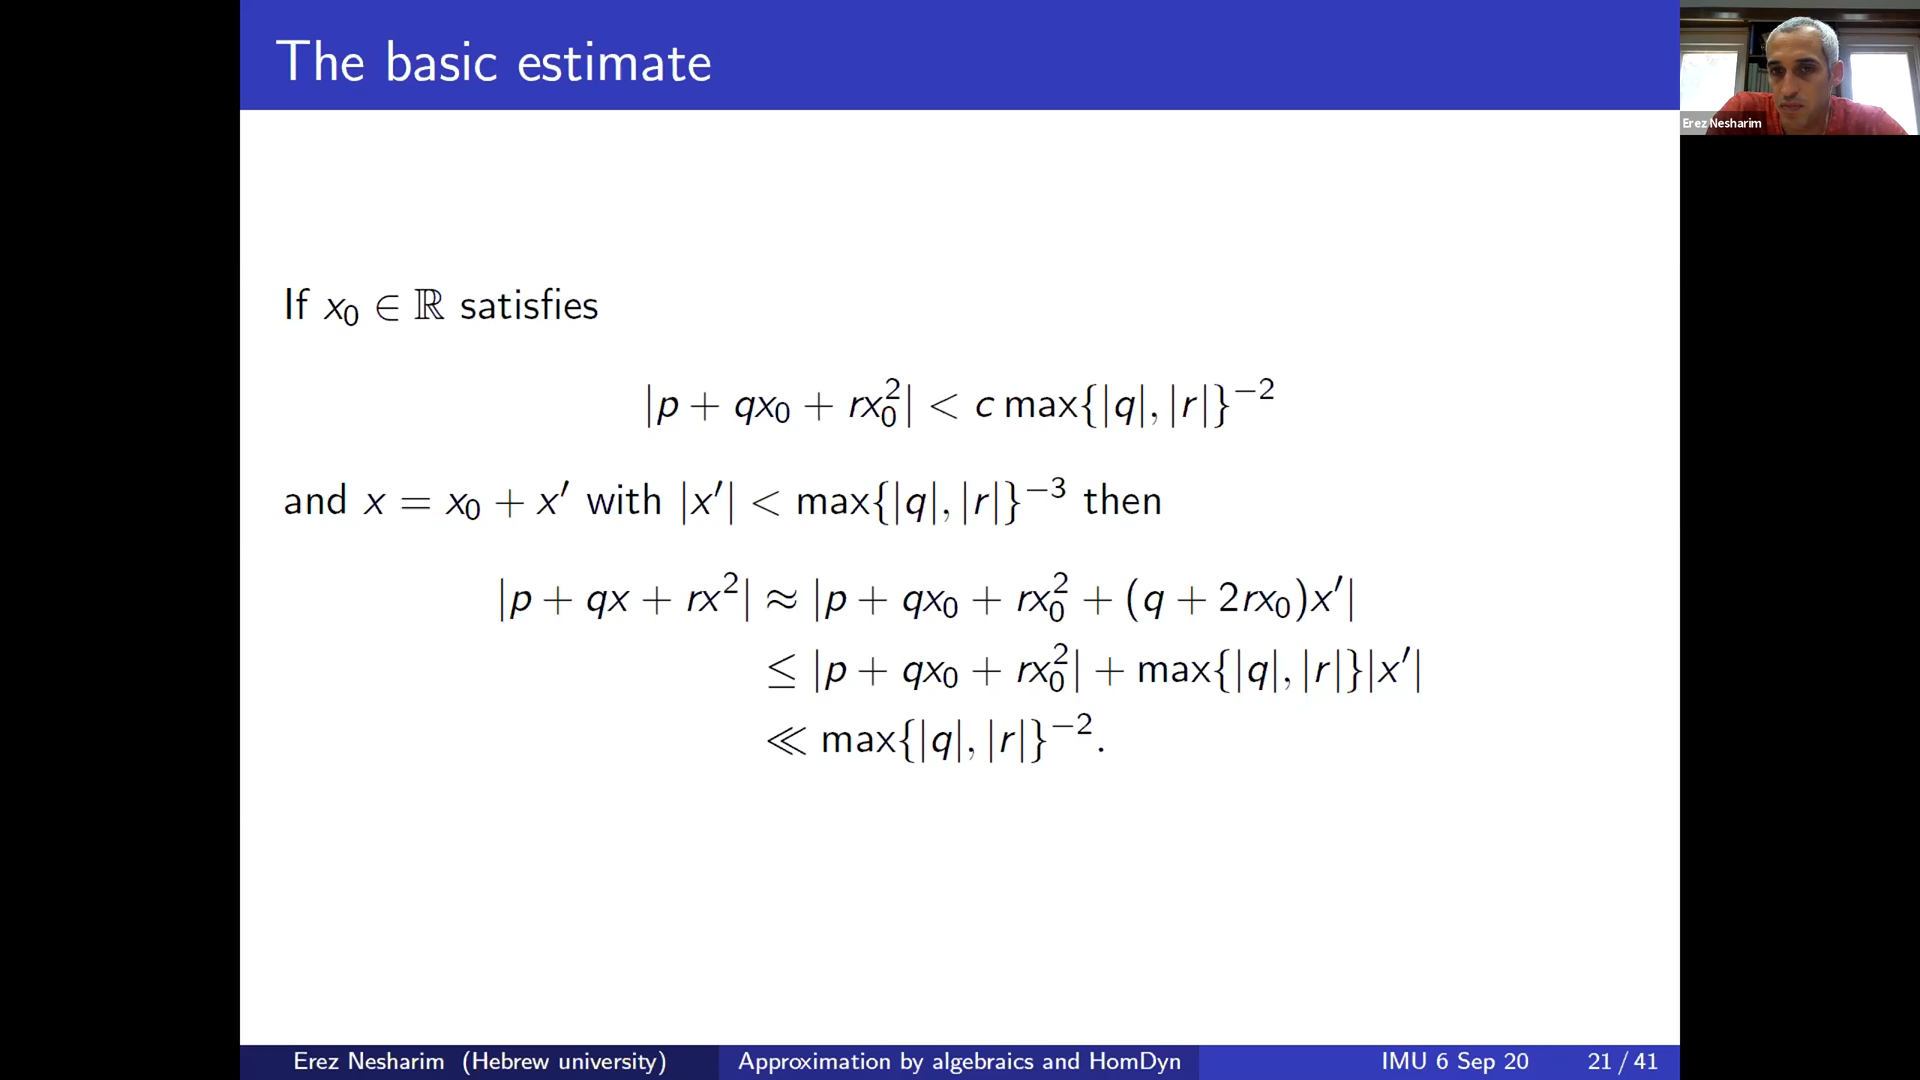 The basic estimate
Erez Nesharim
If x₀ ∈ ℝ satisfies
|p + qx₀ + rx₀²| < c max{|q|, |r|}⁻²
and x = x₀ + x′ with |x′| < max{|q|, |r|}⁻³ then
|p + qx + rx²| ≈ |p + qx₀ + rx₀² + (q + 2rx₀)x′|
≤ |p + qx₀ + rx₀²| + max{|q|, |r|}|x′|
≪ max{|q|, |r|}⁻².
Erez Nesharim (Hebrew university) Approximation by algebraics and HomDyn IMU 6 Sep 20 21 / 41